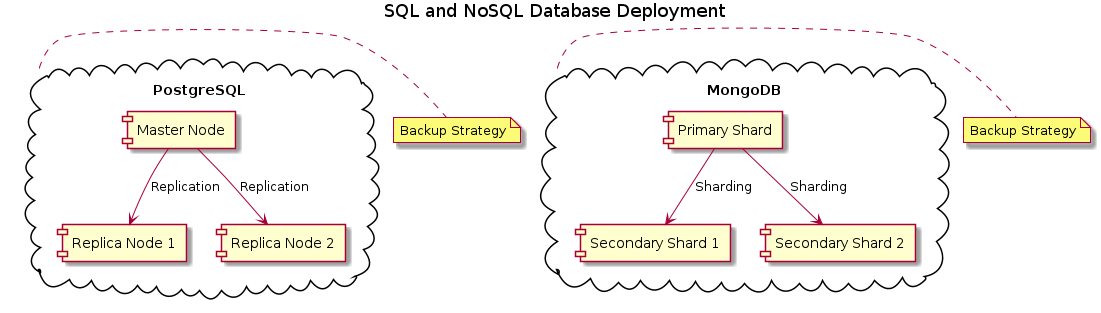 SQL and NoSQL Database Deployment
PostgreSQL
Master Node
Backup Strategy
Replication
Replication
Replica Node 1
Replica Node 2
MongoDB
Primary Shard
Backup Strategy
Sharding
Sharding
Secondary Shard 1
Secondary Shard 2